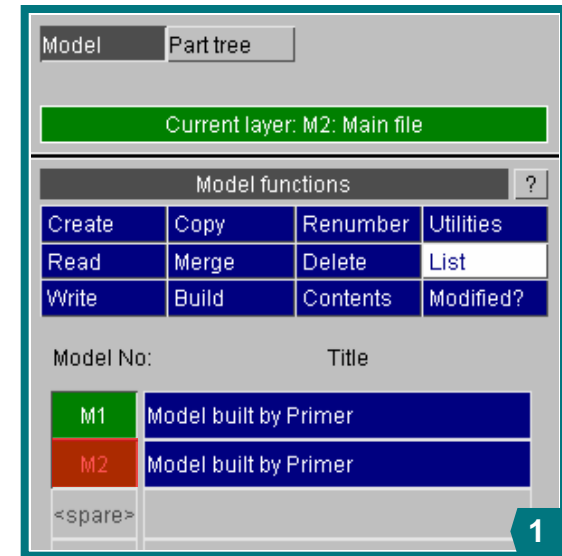 Model Part tree
Current layer: M2: Main file
Model functions ?
Create Copy Renumber Utilities
Read Merge Delete List
Write Build Contents Modified?
Model No: Title
M1 Model built by Primer
M2 Model built by Primer
<spare>
1